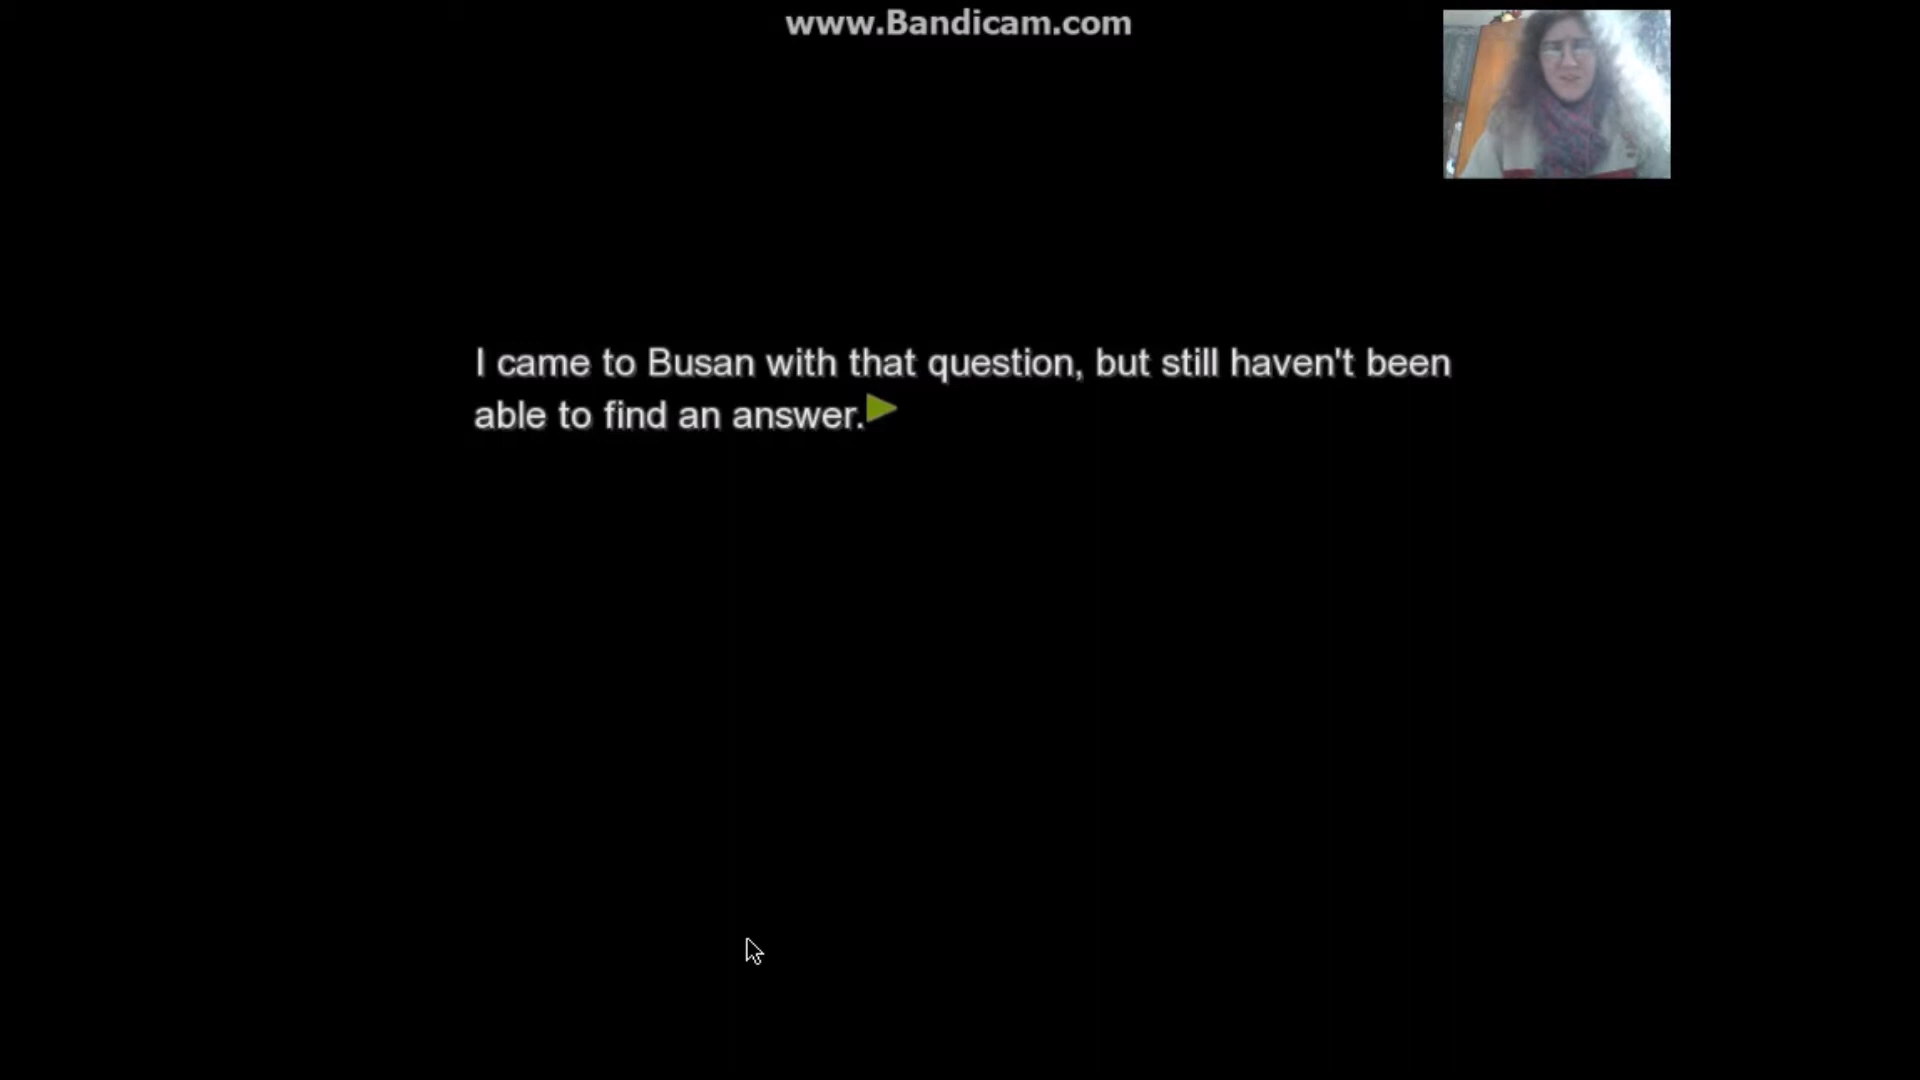 www.Bandicam.com
I came to Busan with that question, but still haven't been
able to find an answer.